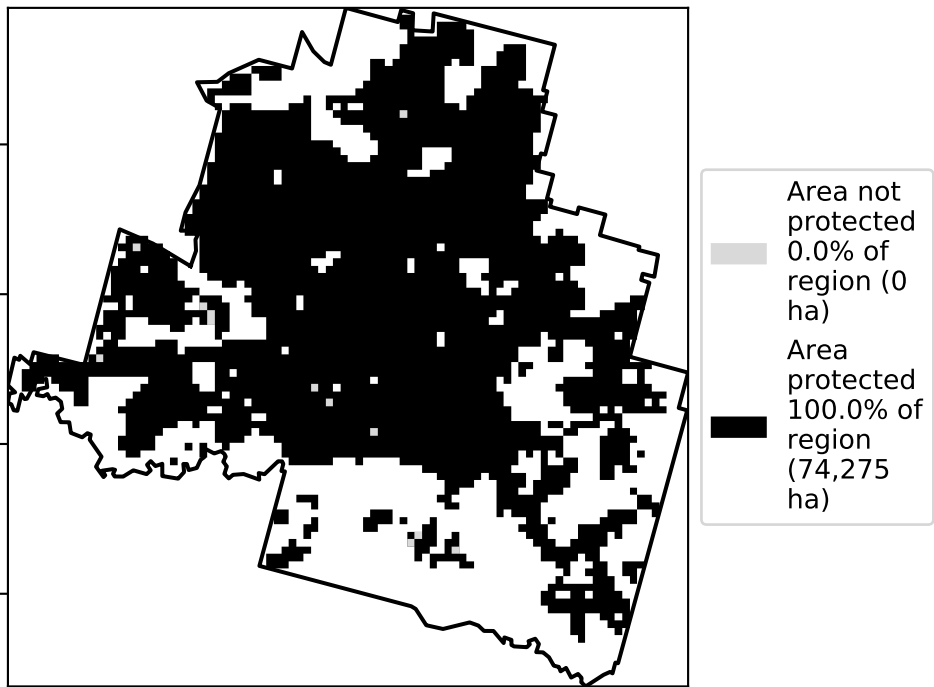 Area not
protected
0.0% of
region (0
ha)
Area
protected
100.0% of
region
(74,275
ha)